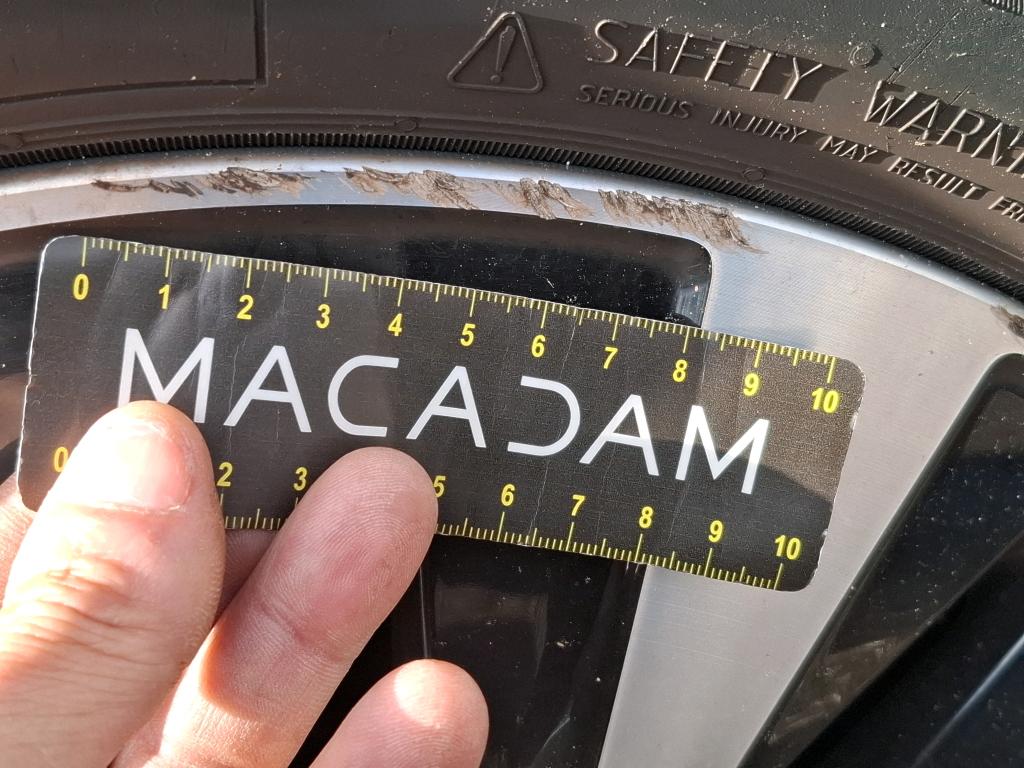 SAFETY WARN
SERIOUS INJURY MAY RESULT
0 1 2 3 4 5 6 7 8 9 10
MACADAM
0 2 3 5 6 7 8 9 10